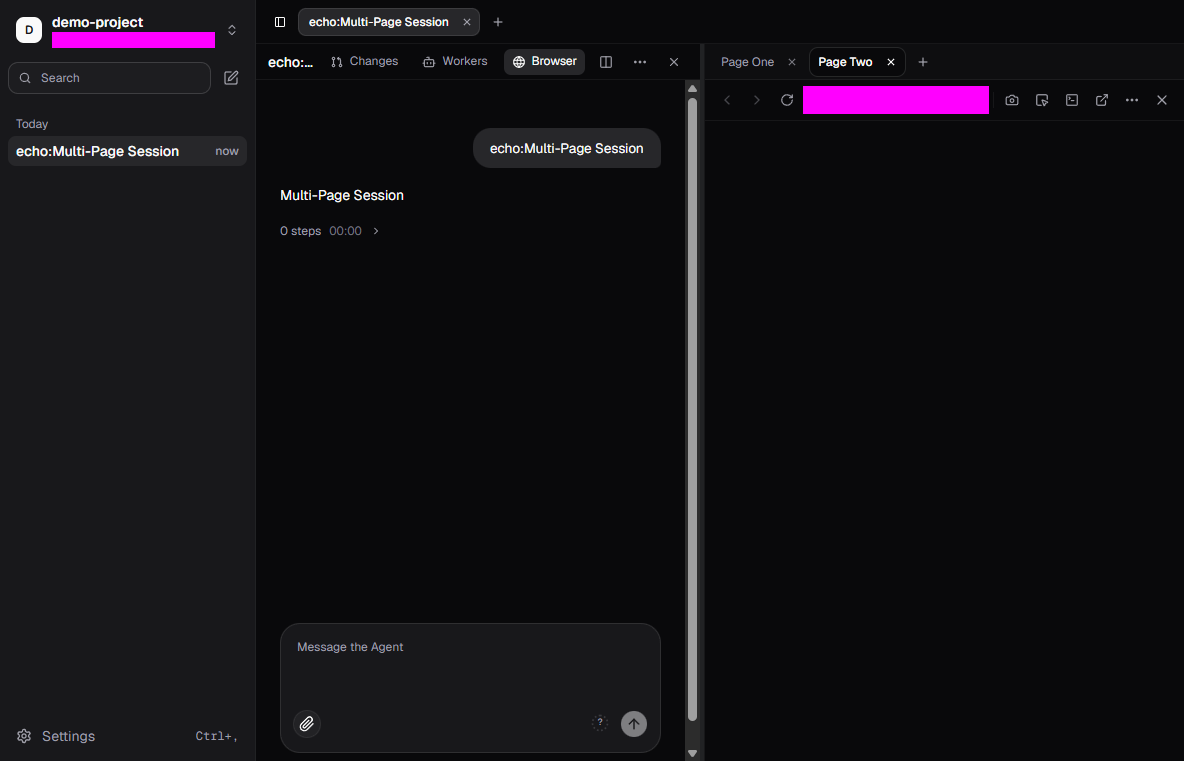 D
demo-project
Search
Today
echo:Multi-Page Session now
Settings Ctrl+,
echo:Multi-Page Session
echo:... Changes Workers Browser
echo:Multi-Page Session
Multi-Page Session
0 steps 00:00
Message the Agent
?
Page One Page Two